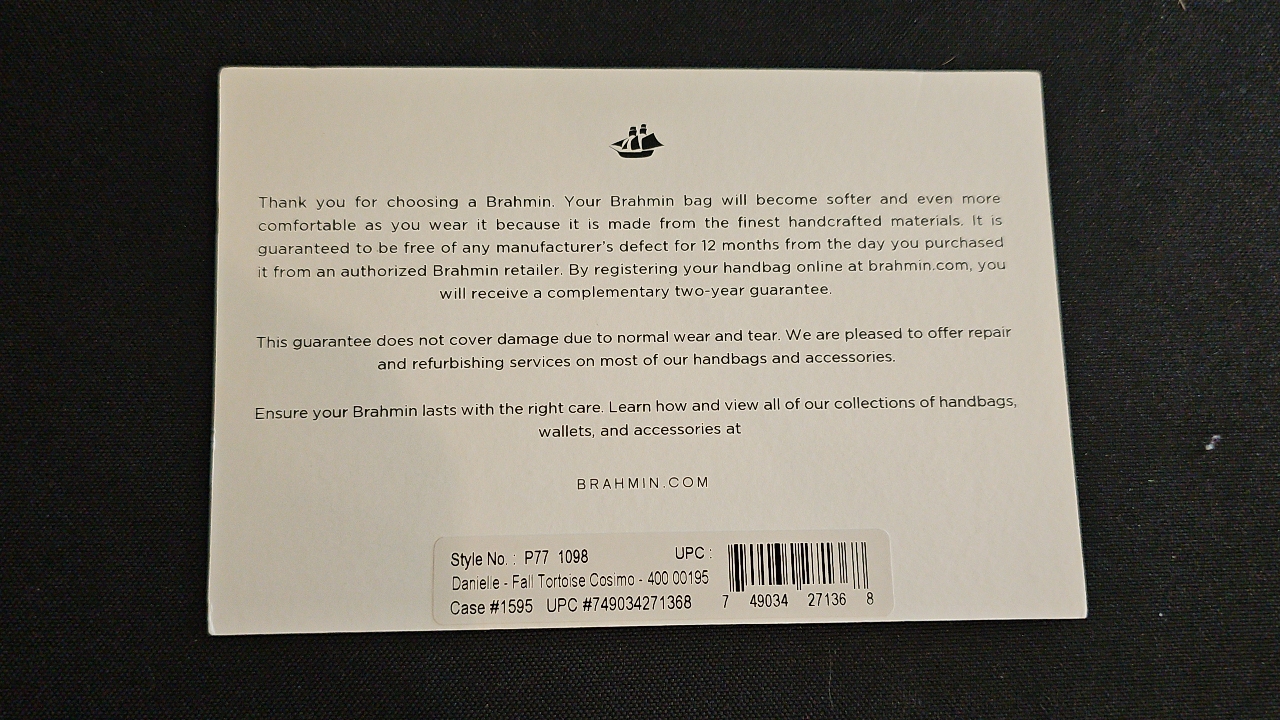 Thank you for choosing a Brahmin. Your Brahmin bag will become softer and even more
comfortable as you wear it because it is made from the finest handcrafted materials. It is
guaranteed to be free of any manufacturer's defect for 12 months from the day you purchased
it from an authorized Brahmin retailer. By registering your handbag online at brahmin.com, you
will receive a complementary two-year guarantee.
This guarantee does not cover damage due to normal wear and tear. We are pleased to offer repair
and refurbishing services on most of our handbags and accessories.
Ensure your Brahmin lasts with the right care. Learn how and view all of our collections of handbags,
wallets, and accessories at
BRAHMIN.COM
Style No. : P77 1098 UPC :
Danielle - Fall Tortoise Cosimo - 400 00195
Case #1595 UPC #749034271368 7 49034 27136 8